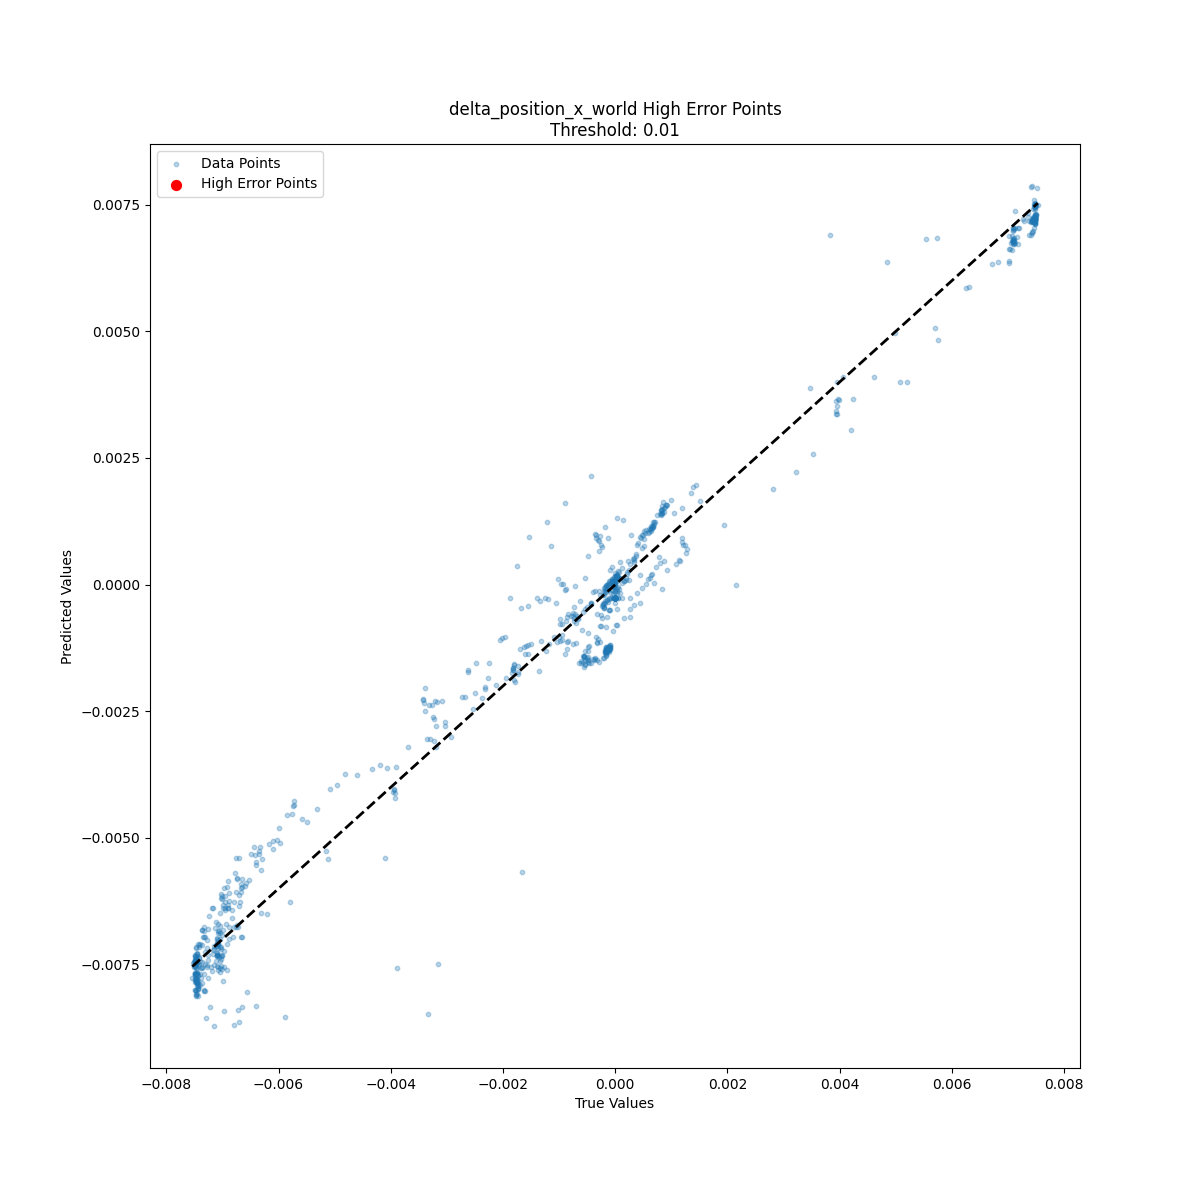 delta_position_x_world High Error Points
Threshold: 0.01
Data Points
High Error Points
0.0075
0.0050
0.0025
0.0000
−0.0025
−0.0050
−0.0075
Predicted Values
−0.008
−0.006
−0.004
−0.002
0.000
0.002
0.004
0.006
0.008
True Values